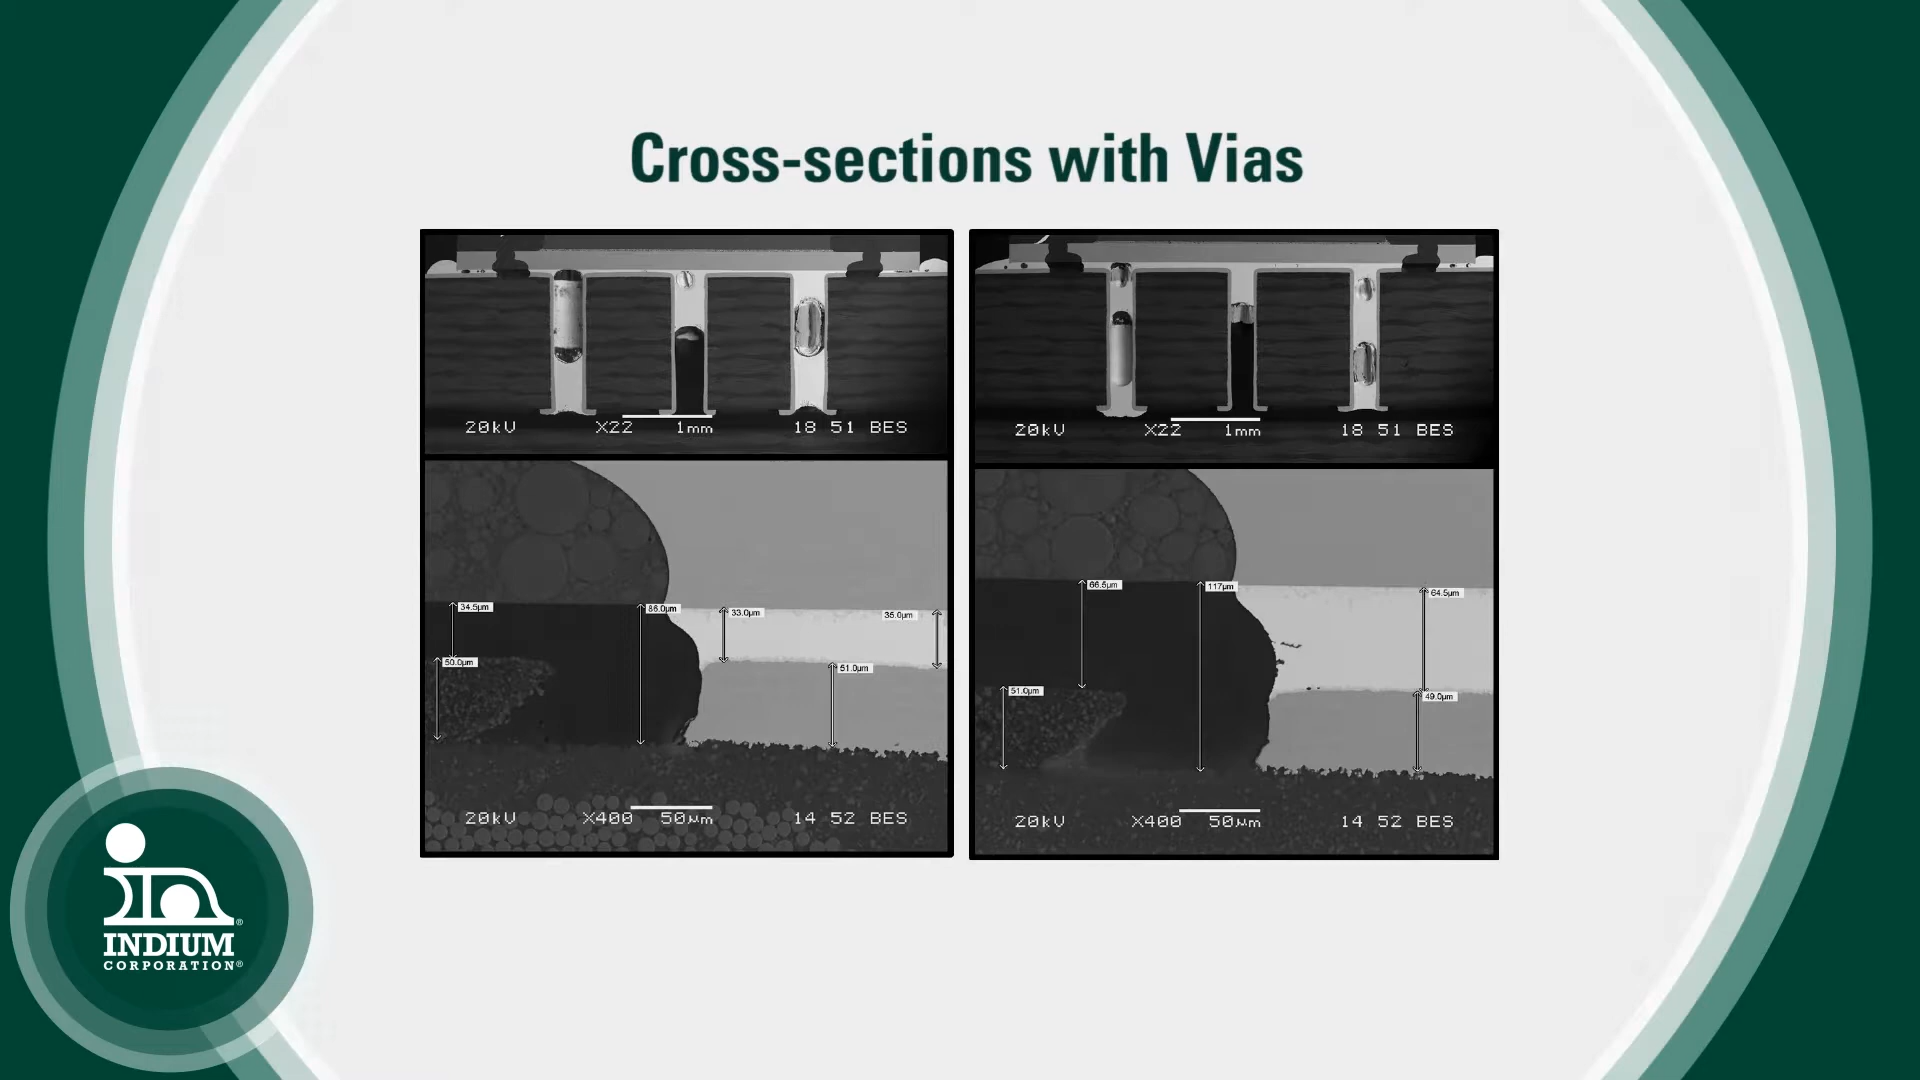 Cross-sections with Vias
20kV X22 1mm 18 51 BES
20kV X22 1mm 18 51 BES
34.5µm
86.0µm
33.0µm
35.0µm
50.0µm
51.0µm
20kV X400 50µm 14 52 BES
66.5µm
117µm
64.5µm
51.0µm
49.0µm
20kV X400 50µm 14 52 BES
INDIUM
CORPORATION®